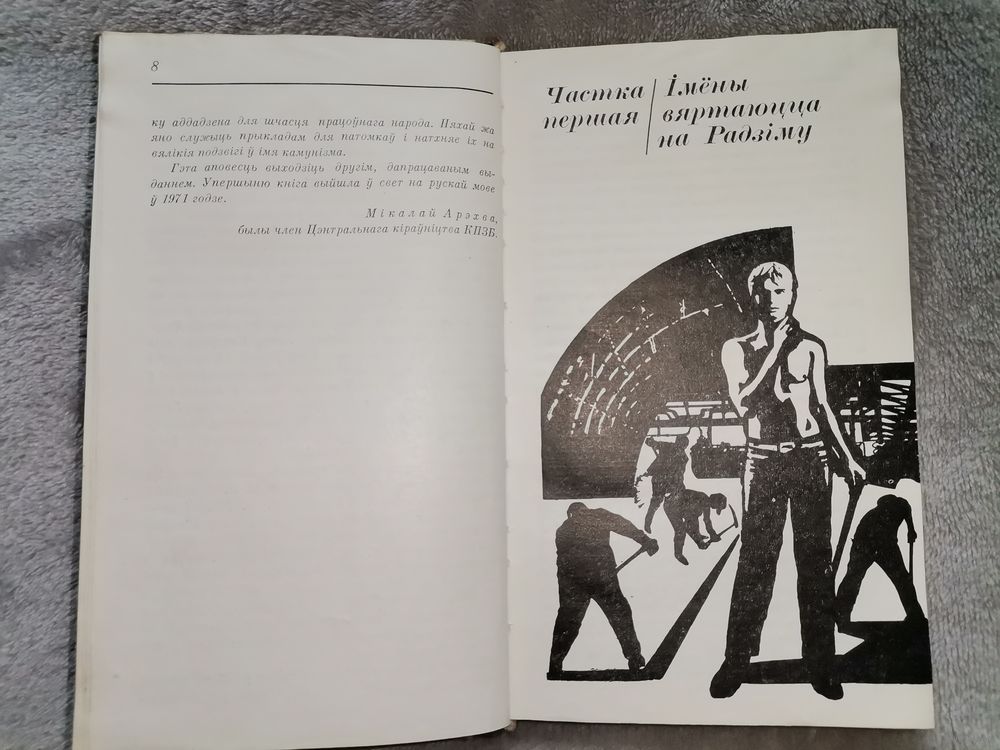 8
ку аддадзена для шчасця працоўнага народа. Няхай жа
яно служыць прыкладам для патомкаў і натхняе іх на
вялікія подзвігі ў імя камунізма.
Гэта аповесць выходзіць другім, дапрацаваным вы-
даннем. Упершыню кніга выйшла ў свет на рускай мове
ў 1971 годзе.
Мікалай Арэхва,
былы член Цэнтральнага кіраўніцтва КПЗБ.
Частка
першая
Імёны
вяртаюцца
на Радзіму